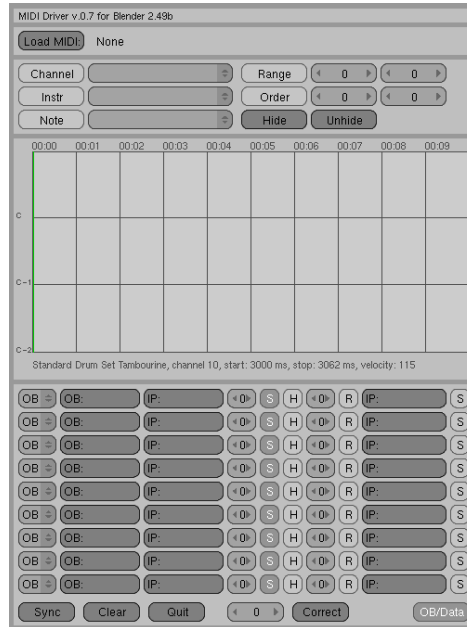 MIDI Driver v.0.7 for Blender 2.49b
Load MIDI: None
Channel Range 0 0
Instr Order 0 0
Note Hide Unhide
00:00 00:01 00:02 00:03 00:04 00:05 00:06 00:07 00:08 00:09
C
C-1
C-2
Standard Drum Set Tambourine, channel 10, start: 3000 ms, stop: 3062 ms, velocity: 115
OB OB: IP: 0 S H 0 R IP: S
OB OB: IP: 0 S H 0 R IP: S
OB OB: IP: 0 S H 0 R IP: S
OB OB: IP: 0 S H 0 R IP: S
OB OB: IP: 0 S H 0 R IP: S
OB OB: IP: 0 S H 0 R IP: S
OB OB: IP: 0 S H 0 R IP: S
OB OB: IP: 0 S H 0 R IP: S
OB OB: IP: 0 S H 0 R IP: S
Sync Clear Quit 0 Correct OB/Data